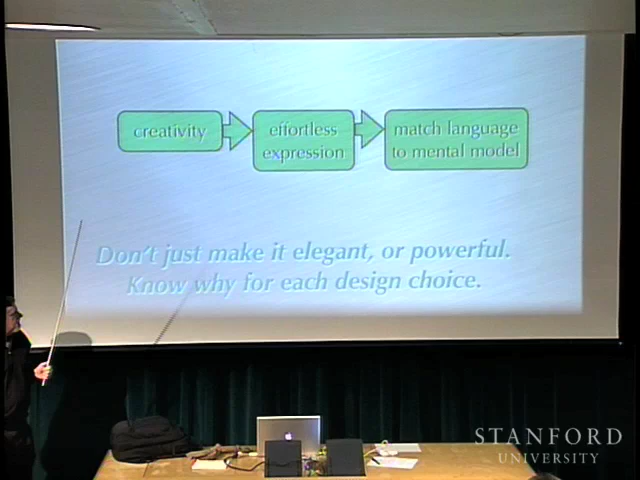 creativity
effortless
expression
match language
to mental model
Don't just make it elegant, or powerful.
Know why for each design choice.
STANFORD
UNIVERSITY